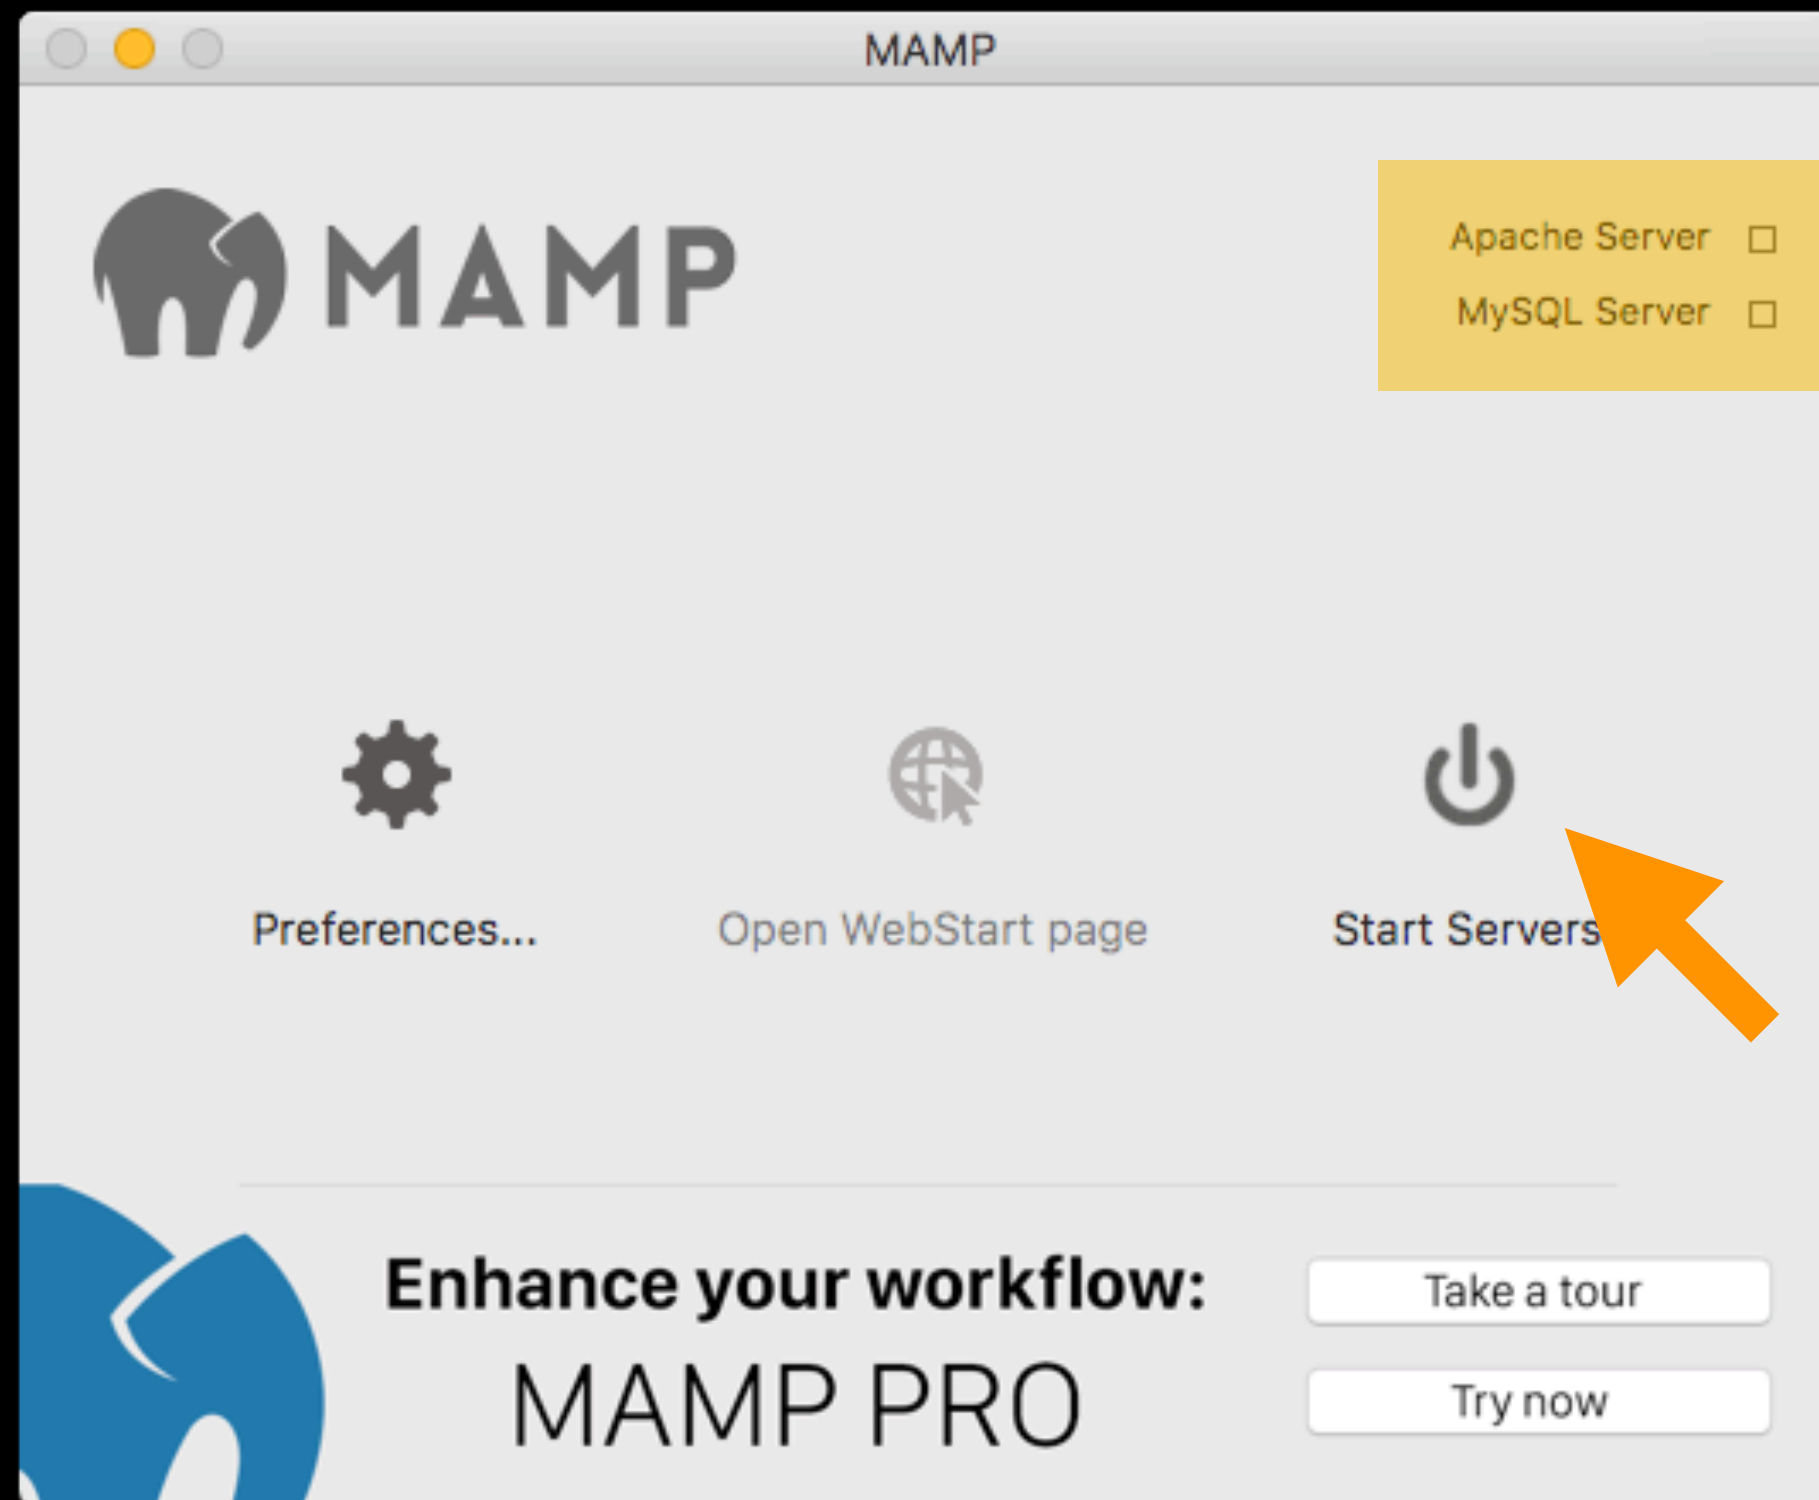 MAMP
MAMP
Apache Server
MySQL Server
Preferences...
Open WebStart page
Start Servers
Enhance your workflow:
MAMP PRO
Take a tour
Try now